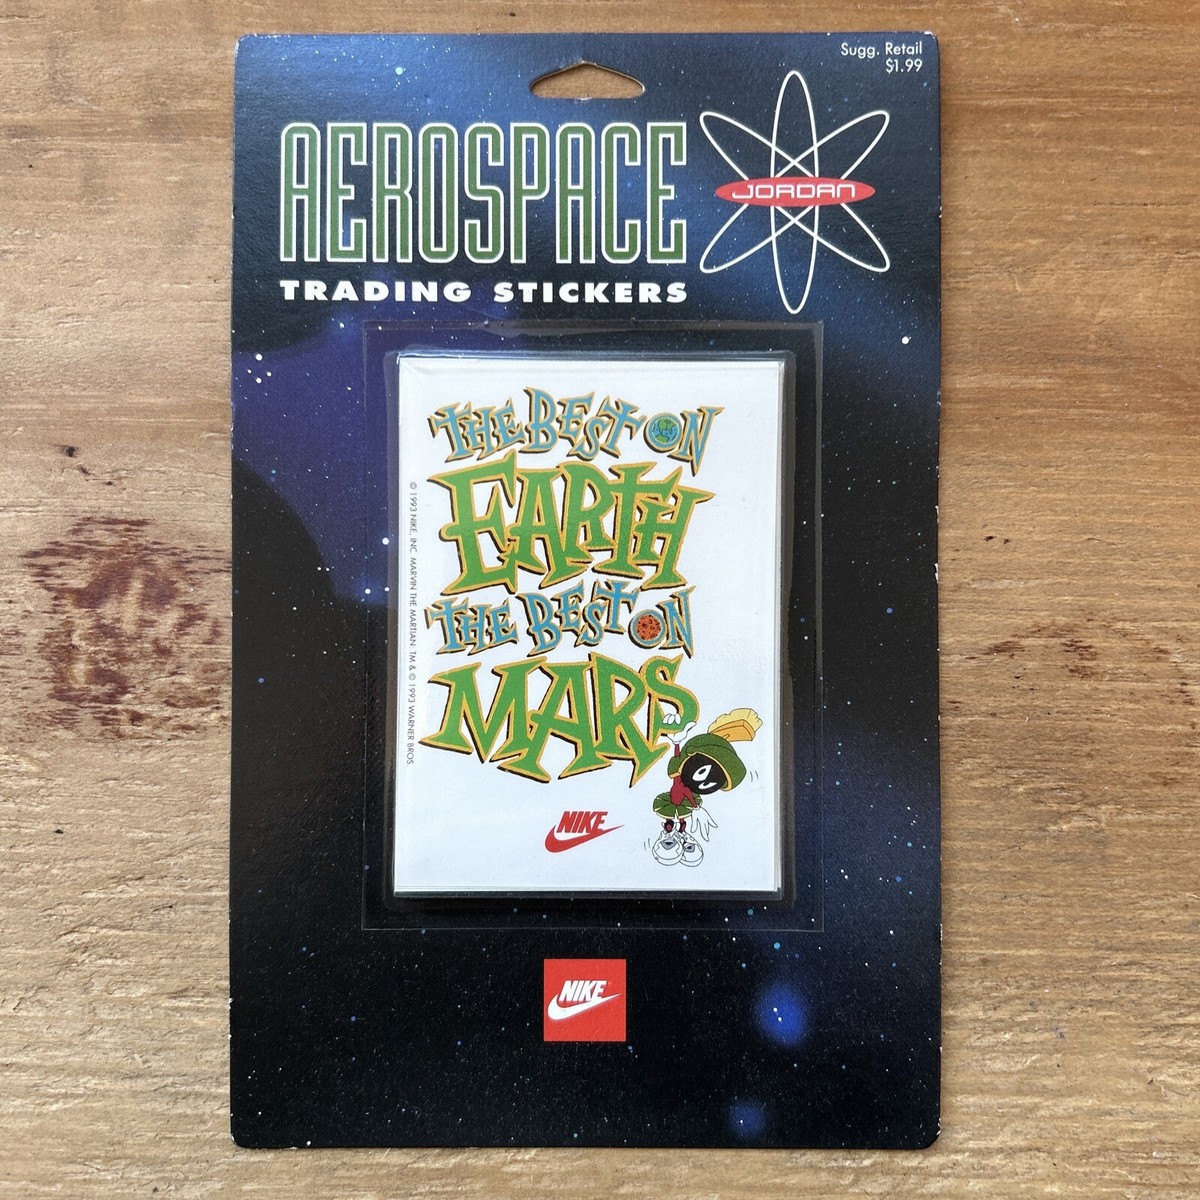 Sugg. Retail
$1.99
AEROSPACE
JORDAN
TRADING STICKERS
THE BEST ON
EARTH
THE BEST ON
MARS
© 1993 NIKE, INC. MARVIN THE MARTIAN: TM & © 1993 WARNER BROS.
NIKE
NIKE